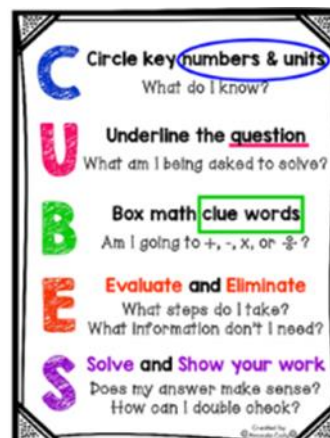 C Circle key numbers & units
What do I know?
U Underline the question
What am I being asked to solve?
B Box math clue words
Am I going to +, -, x, or ÷?
E Evaluate and Eliminate
What steps do I take?
What information don't I need?
S Solve and Show your work
Does my answer make sense?
How can I double check?
Created by